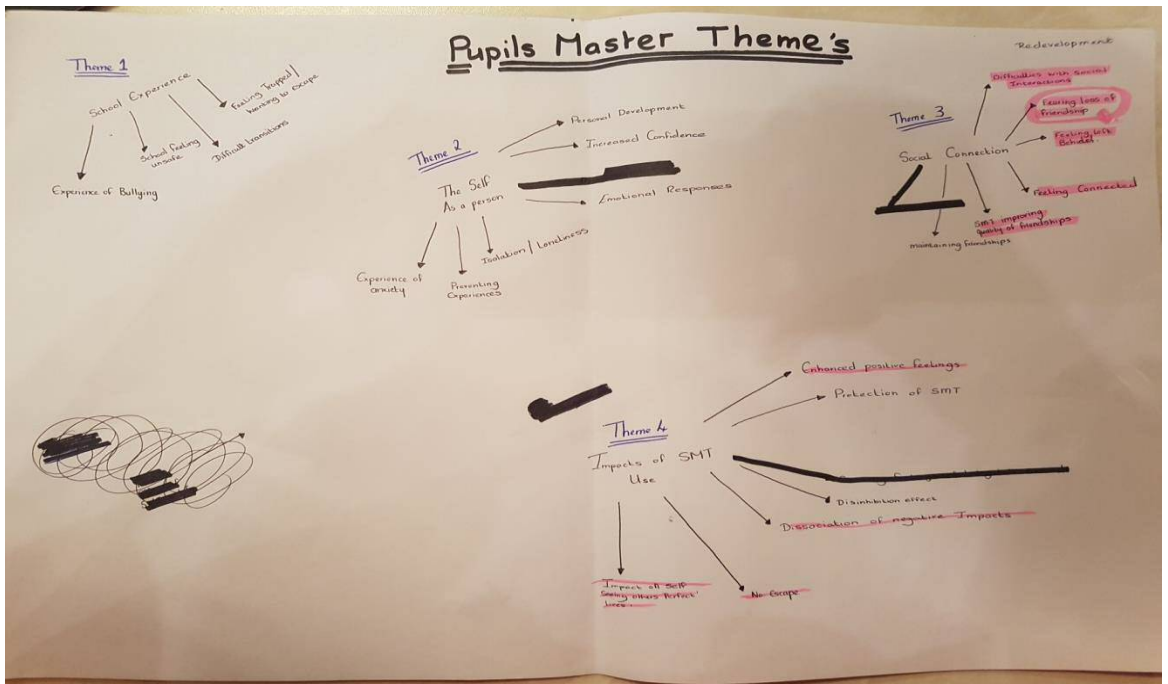 Pupils Master Theme's
Redevelopment
Theme 1
School Experience
Feeling Trapped /
Wanting to escape
Difficult transitions
School feeling
unsafe
Experience of Bullying
Theme 2
The Self
As a person
Personal Development
Increased Confidence
Emotional Responses
Isolation / Loneliness
Preventing
Experiences
Experience of
anxiety
Theme 3
Social Connection
Difficulties with Social
Interactions
Fearing loss of
Friendship
Feeling left
Behind.
Feeling Connected
SMT improving
quality of friendships
maintaining friendships
Theme 4
Impacts of SMT
Use
Enhanced positive feelings
Protection of SMT
Disinhibition effect
Dissociation of negative Impacts
No Escape
Impact on Self
Seeing others 'Perfect'
lives.